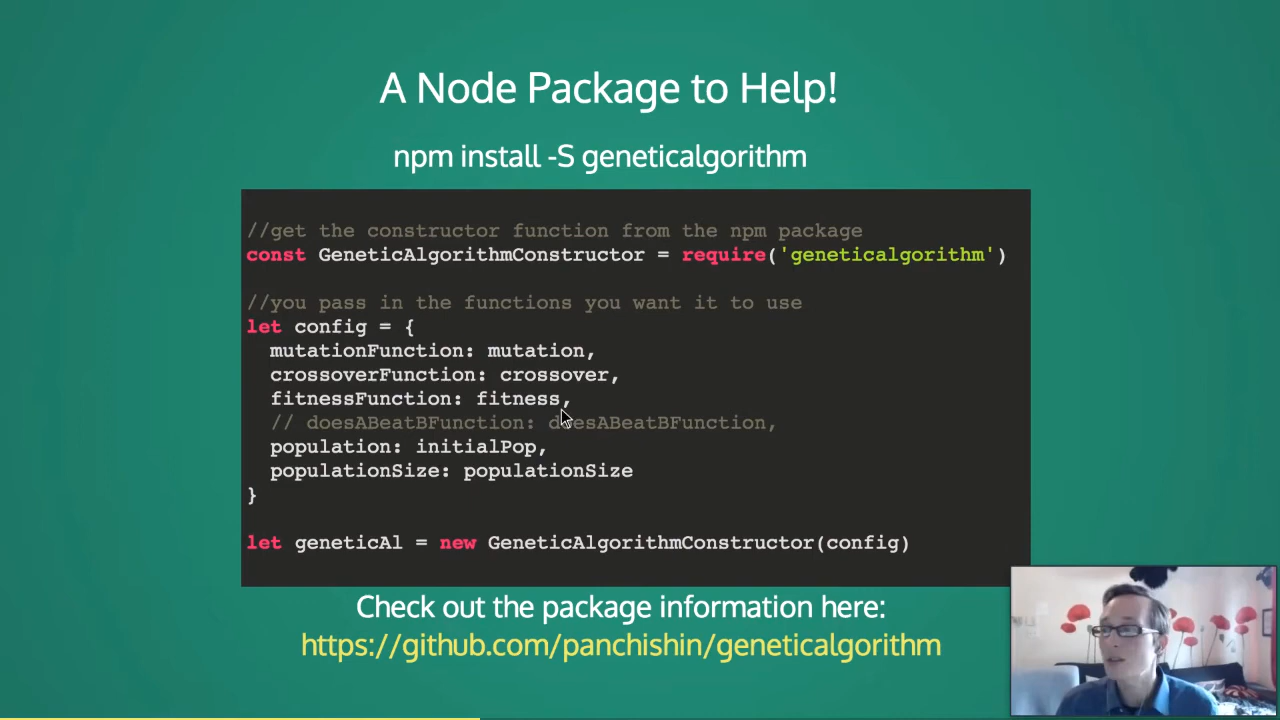 A Node Package to Help!
npm install -S geneticalgorithm
//get the constructor function from the npm package
const GeneticAlgorithmConstructor = require('geneticalgorithm')
//you pass in the functions you want it to use
let config = {
  mutationFunction: mutation,
  crossoverFunction: crossover,
  fitnessFunction: fitness,
  // doesABeatBFunction: doesABeatBFunction,
  population: initialPop,
  populationSize: populationSize
}
let geneticAl = new GeneticAlgorithmConstructor(config)
Check out the package information here:
https://github.com/panchishin/geneticalgorithm